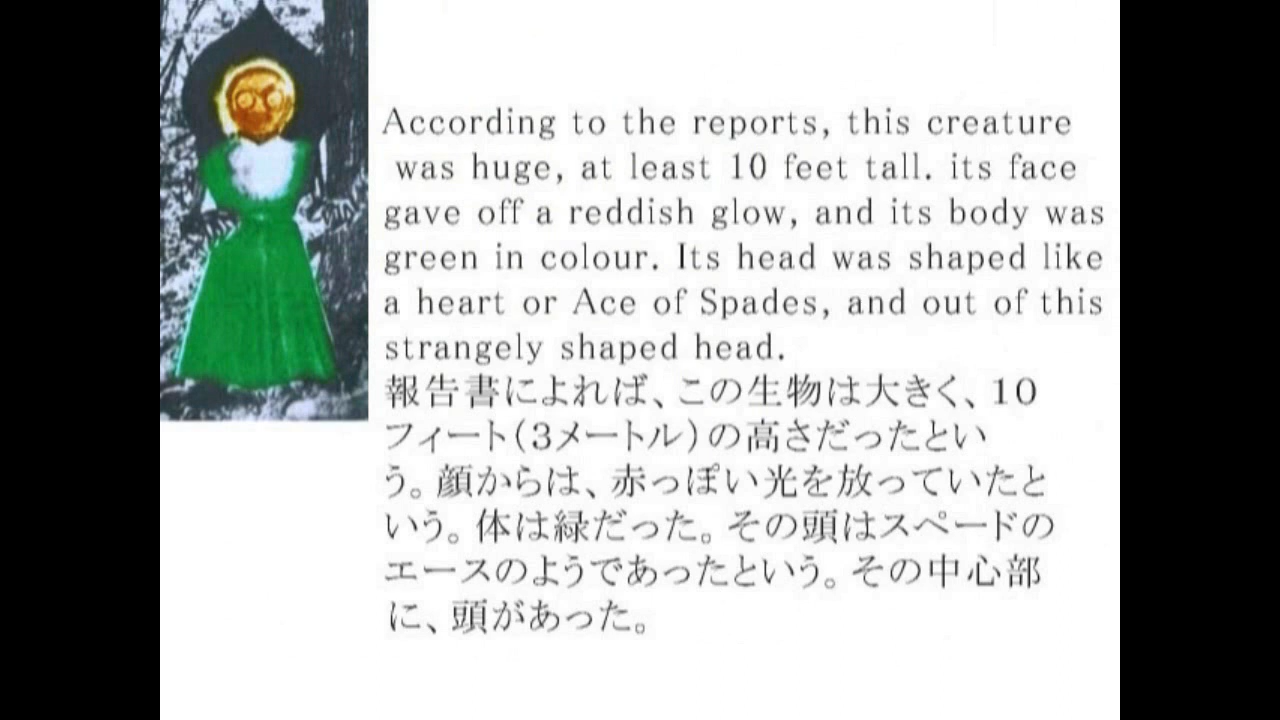 According to the reports, this creature
was huge, at least 10 feet tall. its face
gave off a reddish glow, and its body was
green in colour. Its head was shaped like
a heart or Ace of Spades, and out of this
strangely shaped head.
報告書によれば、この生物は大きく、10
フィート(3メートル)の高さだったとい
う。顔からは、赤っぽい光を放っていたと
いう。体は緑だった。その頭はスペードの
エースのようであったという。その中心部
に、頭があった。